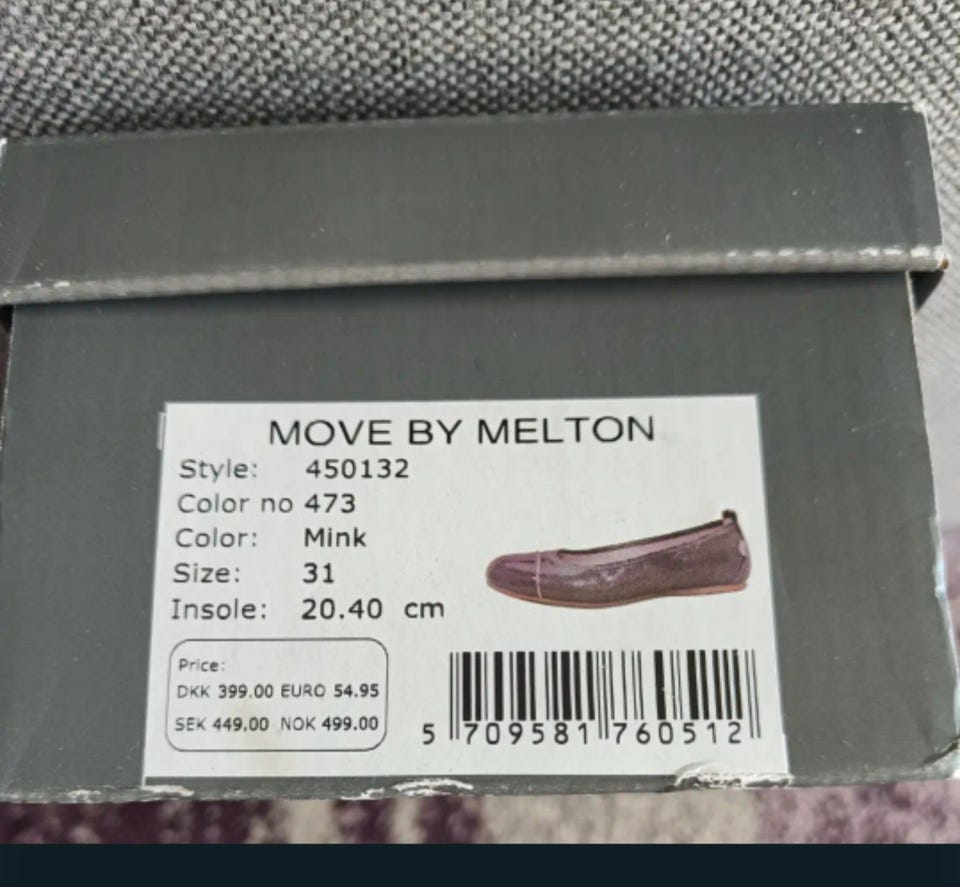 MOVE BY MELTON
Style: 450132
Color no 473
Color: Mink
Size: 31
Insole: 20.40 cm
Price:
DKK 399.00 EURO 54.95
SEK 449.00 NOK 499.00
5 709581 760512